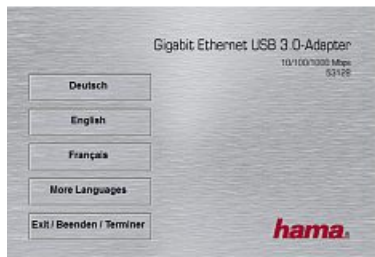 Gigabit Ethernet USB 3.0-Adapter
10/100/1000 Mbps
53128
Deutsch
English
Français
More Languages
Exit / Beenden / Terminer
hama.